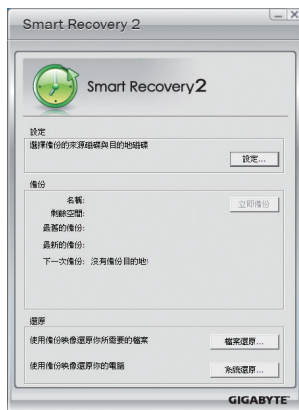 Smart Recovery 2
Smart Recovery2
設定
選擇備份的來源磁碟與目的地磁碟
設定...
備份
名稱:
立即備份
剩餘空間:
最舊的備份:
最新的備份:
下一次備份: 沒有備份目的地!
還原
使用備份映像還原你所需要的檔案
檔案還原...
使用備份映像還原你的電腦
系統還原...
GIGABYTE™